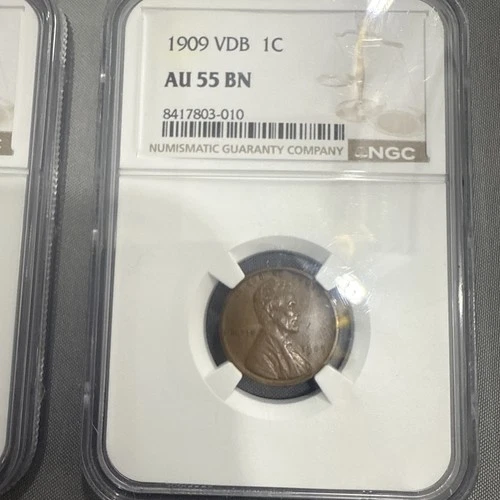 1909 VDB 1C
AU 55 BN
8417803-010
NUMISMATIC GUARANTY COMPANY NGC